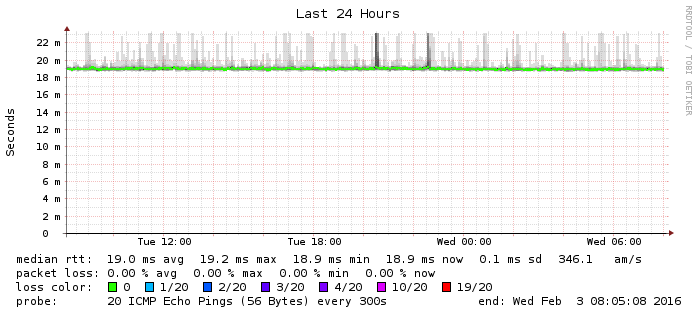 Last 24 Hours
RRDTOOL / TOBI OETIKER
Seconds
22 m
20 m
18 m
16 m
14 m
12 m
10 m
8 m
6 m
4 m
2 m
0
Tue 12:00 Tue 18:00 Wed 00:00 Wed 06:00
median rtt: 19.0 ms avg 19.2 ms max 18.9 ms min 18.9 ms now 0.1 ms sd 346.1 am/s
packet loss: 0.00 % avg 0.00 % max 0.00 % min 0.00 % now
loss color: 0 1/20 2/20 3/20 4/20 10/20 19/20
probe: 20 ICMP Echo Pings (56 Bytes) every 300s end: Wed Feb 3 08:05:08 2016